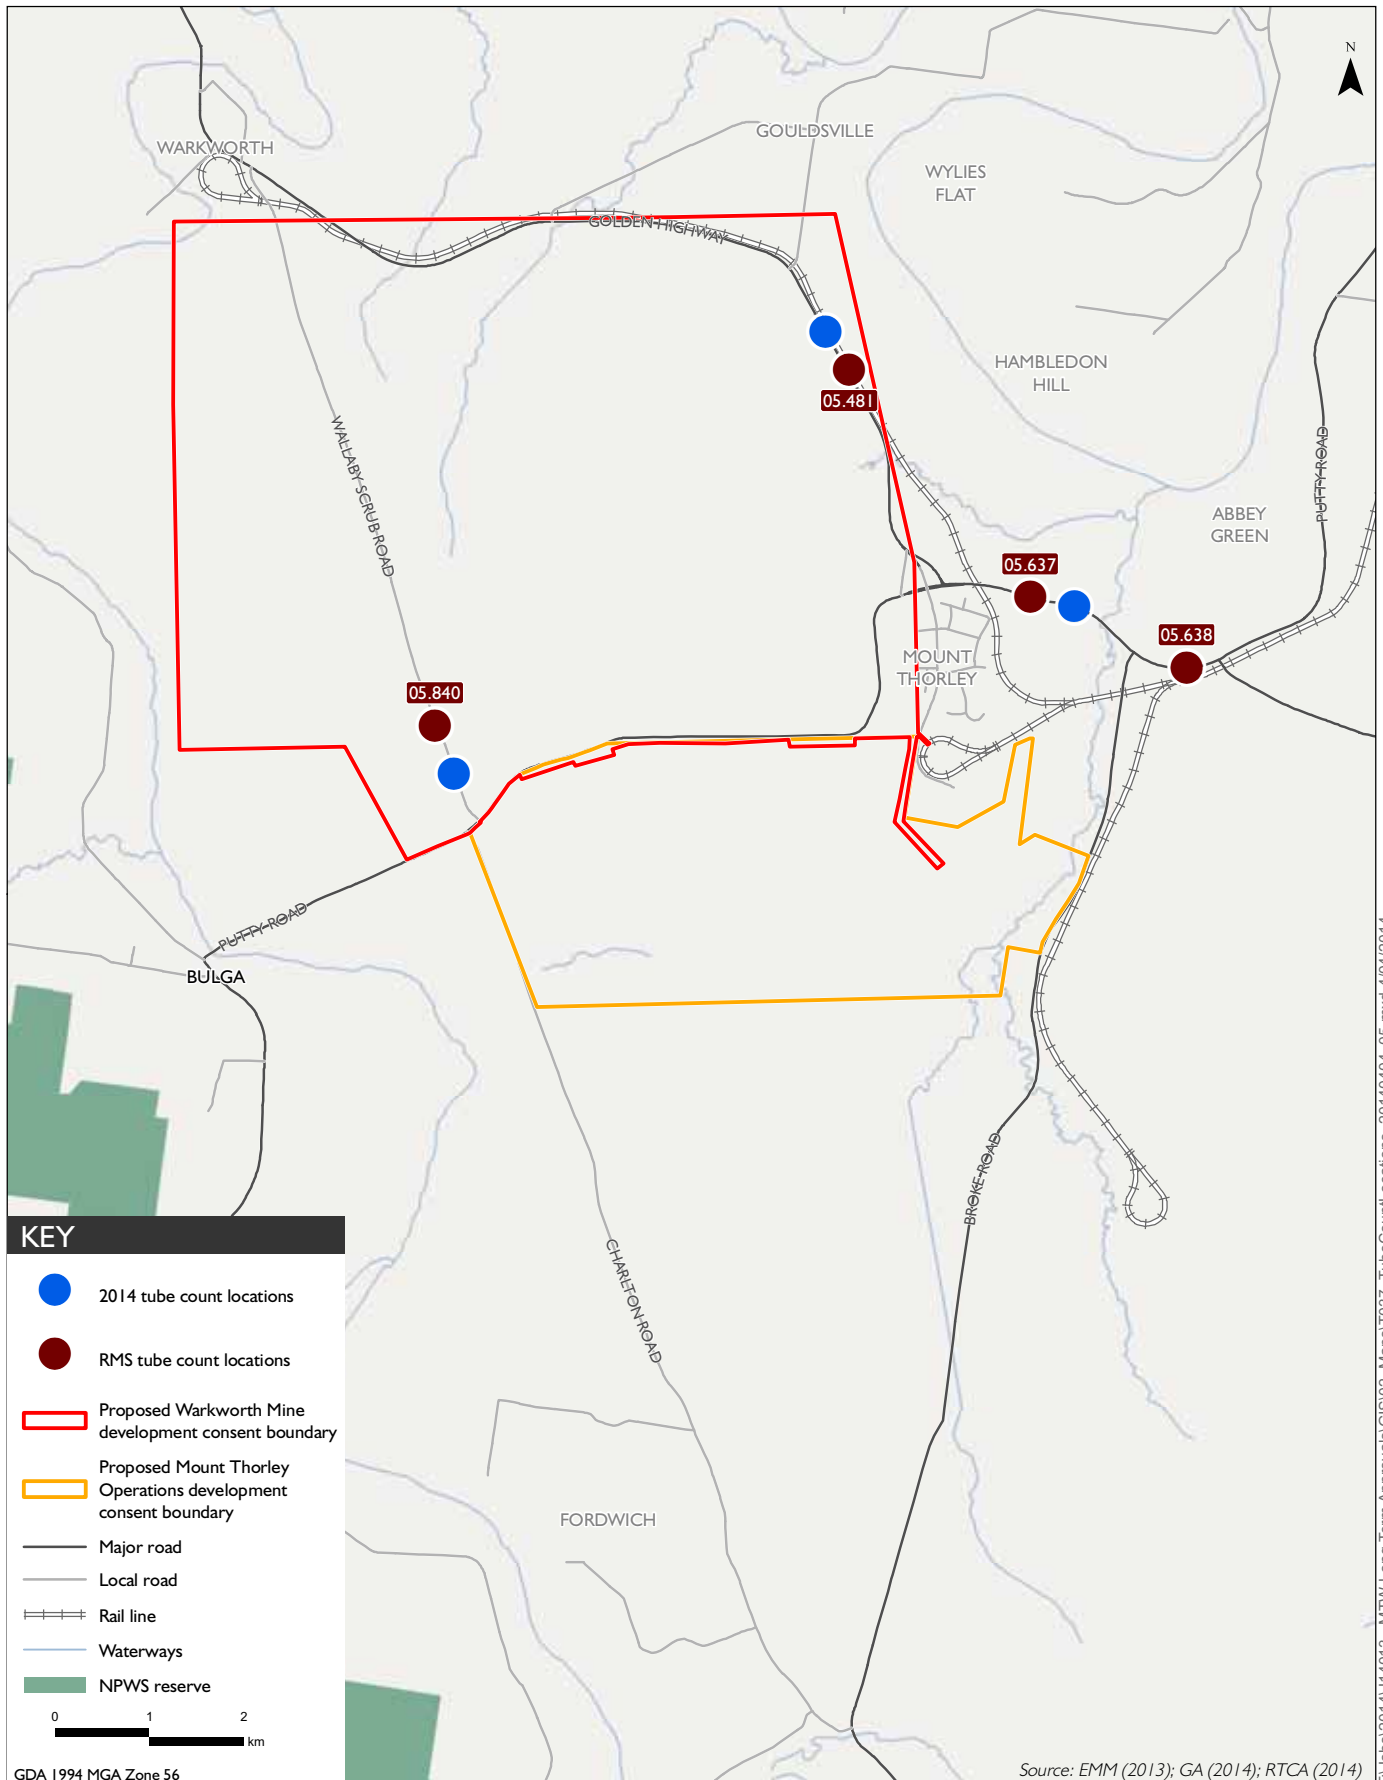 N
GOULDSVILLE
WARKWORTH
WYLIES
FLAT
GOLDEN HIGHWAY
HAMBLEDON
HILL
05.481
WALLABY SCRUB ROAD
PUTTY ROAD
ABBEY
GREEN
05.637
05.638
MOUNT
THORLEY
05.840
PUTTY ROAD
BULGA
BROKE ROAD
CHARLTON ROAD
FORDWICH
KEY
2014 tube count locations
RMS tube count locations
Proposed Warkworth Mine
development consent boundary
Proposed Mount Thorley
Operations development
consent boundary
Major road
Local road
Rail line
Waterways
NPWS reserve
0 1 2
km
GDA 1994 MGA Zone 56
Source: EMM (2013); GA (2014); RTCA (2014)